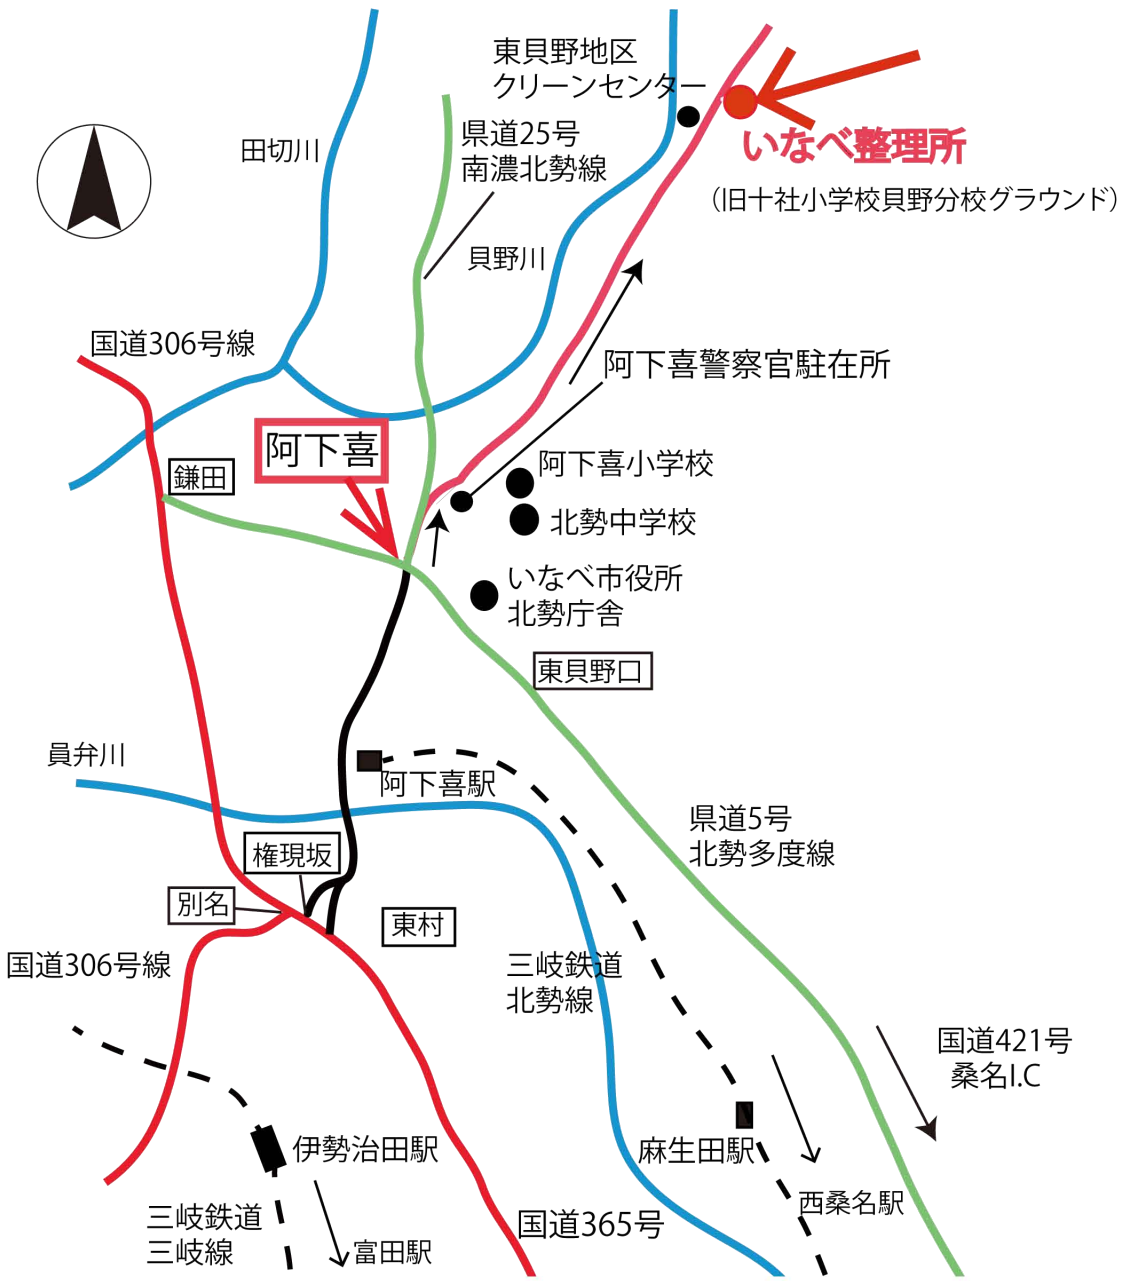 東貝野地区
クリーンセンター
県道25号
南濃北勢線
田切川
いなべ整理所
（旧十社小学校貝野分校グラウンド）
貝野川
国道306号線
阿下喜警察官駐在所
阿下喜
鎌田
阿下喜小学校
北勢中学校
いなべ市役所
北勢庁舎
東貝野口
員弁川
阿下喜駅
県道5号
北勢多度線
権現坂
別名
東村
国道306号線
三岐鉄道
北勢線
国道421号
桑名I.C
伊勢治田駅
麻生田駅
西桑名駅
三岐鉄道
三岐線
富田駅
国道365号